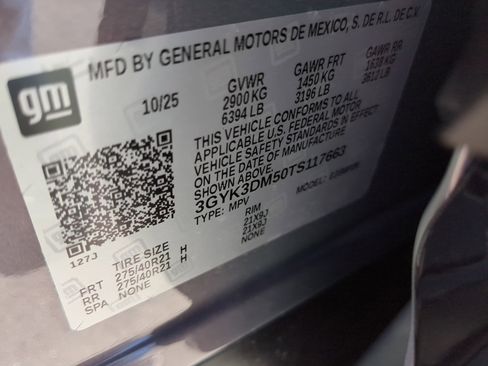 gm
MFD BY GENERAL MOTORS DE MEXICO, S. DE R.L. DE C.V.
10/25
GVWR GAWR FRT GAWR RR
2900 KG 1450 KG 1638 KG
6394 LB 3196 LB 3612 LB
THIS VEHICLE CONFORMS TO ALL
APPLICABLE U.S. FEDERAL MOTOR
VEHICLE SAFETY STANDARDS IN EFFECT
ON THE DATE OF MANUFACTURE
SHOWN ABOVE.
3GYK3DM50TS117663
TYPE: MPV MODEL:
127J
TIRE SIZE RIM
FRT 275/40R21 H 21X9J
RR 275/40R21 H 21X9J
SPA NONE NONE